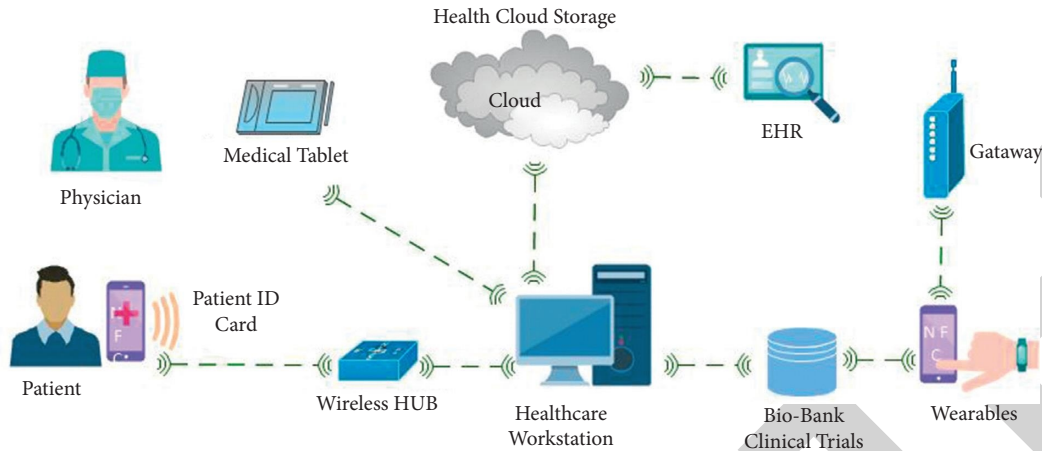 Health Cloud Storage
Cloud
EHR
Gataway
Medical Tablet
Physician
Patient ID
Card
N
F
C
Patient
Wireless HUB
Healthcare
Workstation
Bio-Bank
Clinical Trials
N F
C
Wearables